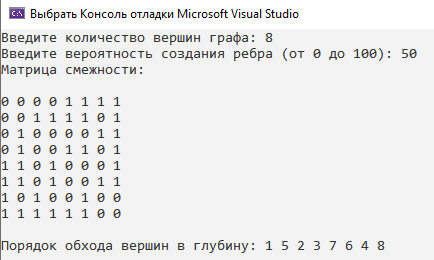 Выбрать Консоль отладки Microsoft Visual Studio
Введите количество вершин графа: 8
Введите вероятность создания ребра (от 0 до 100): 50
Матрица смежности:
0 0 0 0 1 1 1 1
0 0 1 1 1 1 0 1
0 1 0 0 0 0 1 1
0 1 0 0 1 1 0 1
1 1 0 1 0 0 0 1
1 1 0 1 0 0 1 1
1 0 1 0 0 1 0 0
1 1 1 1 1 1 0 0
Порядок обхода вершин в глубину: 1 5 2 3 7 6 4 8